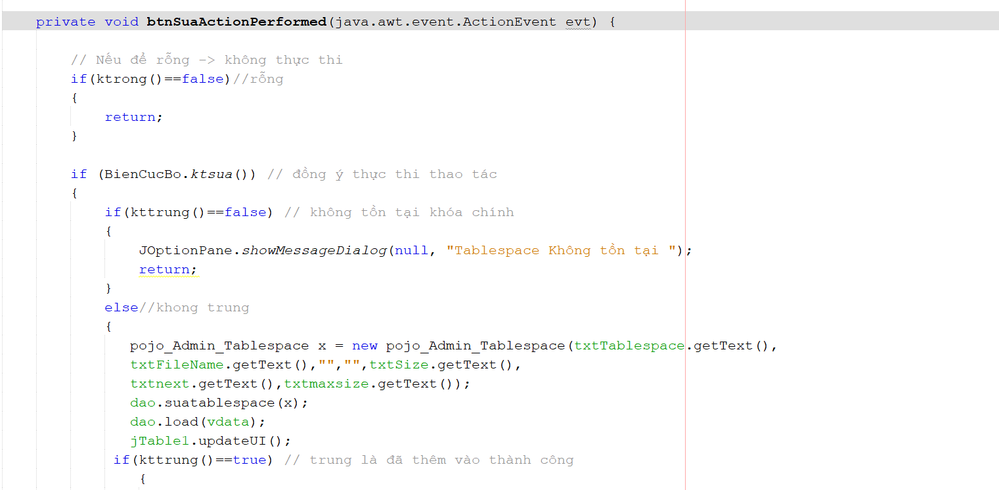 private void btnSuaActionPerformed(java.awt.event.ActionEvent evt) {
// Nếu để rỗng -> không thực thi
if(ktrong()==false)//rỗng
{
return;
}
if (BienCucBo.ktsua()) // đồng ý thực thi thao tác
{
if(kttrung()==false) // không tồn tại khóa chính
{
JOptionPane.showMessageDialog(null, "Tablespace Không tồn tại ");
return;
}
else//khong trung
{
pojo_Admin_Tablespace x = new pojo_Admin_Tablespace(txtTablespace.getText(),
txtFileName.getText(),"","",txtSize.getText(),
txtnext.getText(),txtmaxsize.getText());
dao.suatablespace(x);
dao.load(vdata);
jTable1.updateUI();
if(kttrung()==true) // trung là đã thêm vào thành công
{